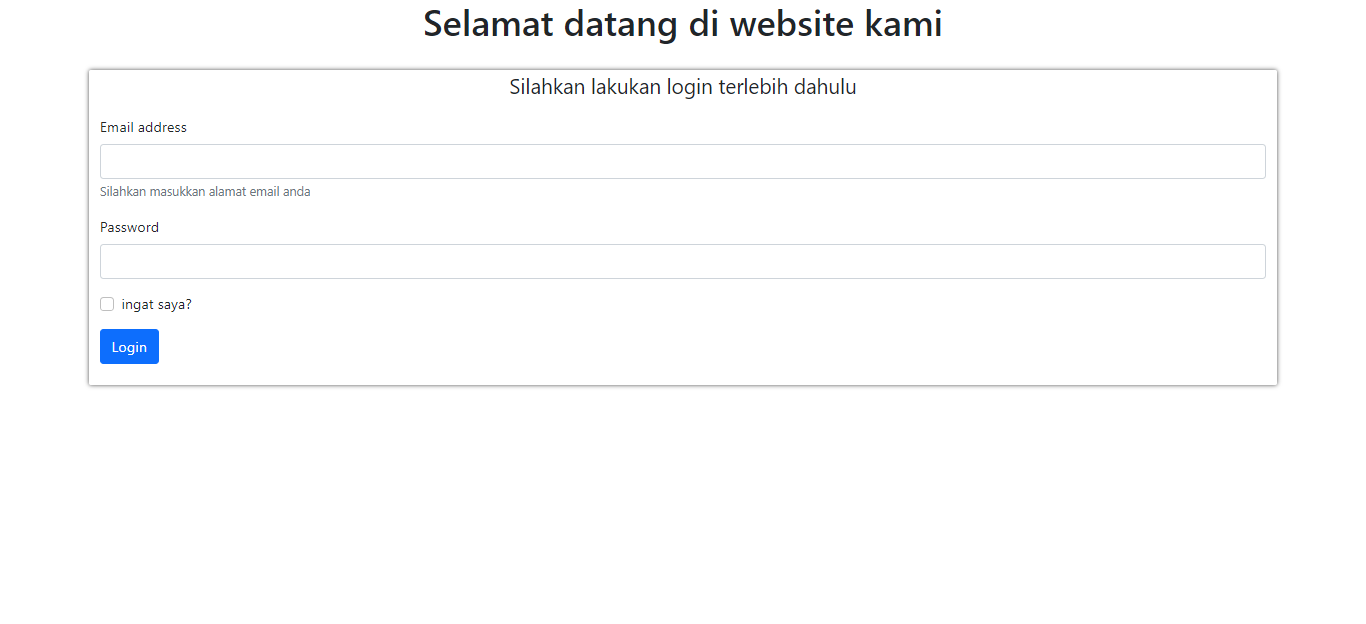 Selamat datang di website kami
Silahkan lakukan login terlebih dahulu
Email address
Silahkan masukkan alamat email anda
Password
ingat saya?
Login